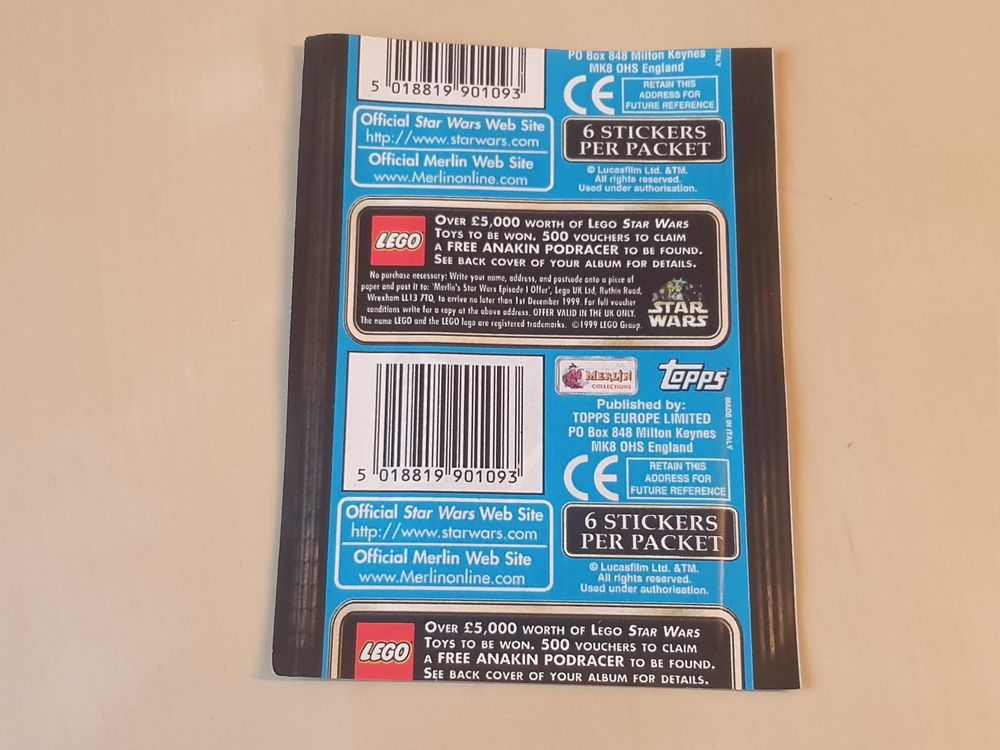 5 018819 901093
PO Box 848 Milton Keynes
MK8 OHS England
ITALY
CE
RETAIN THIS
ADDRESS FOR
FUTURE REFERENCE
Official Star Wars Web Site
http://www.starwars.com
Official Merlin Web Site
www.Merlinonline.com
6 STICKERS
PER PACKET
© Lucasfilm Ltd. &TM.
All rights reserved.
Used under authorisation.
LEGO
OVER £5,000 WORTH OF LEGO STAR WARS
TOYS TO BE WON. 500 VOUCHERS TO CLAIM
A FREE ANAKIN PODRACER TO BE FOUND.
SEE BACK COVER OF YOUR ALBUM FOR DETAILS.
No purchase necessary: Write your name, address, and postcode onto a piece of
paper and post it to: 'Merlin's Star Wars Episode I Offer', Lego UK Ltd, Ruthin Road,
Wrexham LL13 7TQ, to arrive no later than 1st December 1999. For full voucher
conditions write for a copy at the above address. OFFER VALID IN THE UK ONLY.
The name LEGO and the LEGO logo are registered trademarks. ©1999 LEGO Group.
STAR
WARS
5 018819 901093
MERLIN
COLLECTIONS
TOPPS
Published by:
TOPPS EUROPE LIMITED
PO Box 848 Milton Keynes
MK8 OHS England
MADE IN ITALY
CE
RETAIN THIS
ADDRESS FOR
FUTURE REFERENCE
Official Star Wars Web Site
http://www.starwars.com
Official Merlin Web Site
www.Merlinonline.com
6 STICKERS
PER PACKET
© Lucasfilm Ltd. &TM.
All rights reserved.
Used under authorisation.
LEGO
OVER £5,000 WORTH OF LEGO STAR WARS
TOYS TO BE WON. 500 VOUCHERS TO CLAIM
A FREE ANAKIN PODRACER TO BE FOUND.
SEE BACK COVER OF YOUR ALBUM FOR DETAILS.